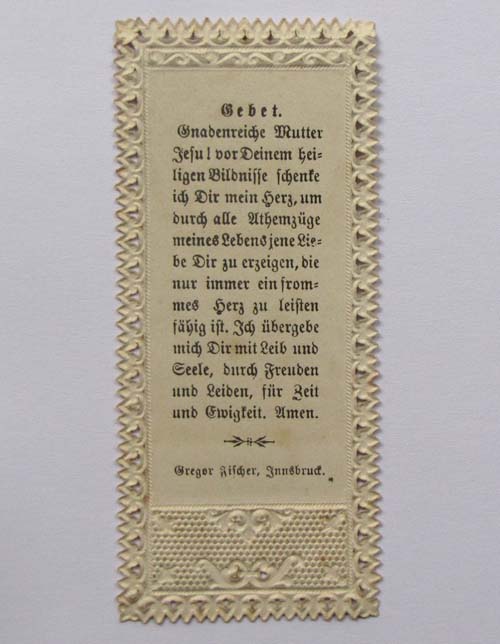 Gebet.
Gnadenreiche Mutter
Jesu! vor Deinem hei-
ligen Bildnisse schenke
ich Dir mein Herz, um
durch alle Athemzüge
meines Lebens jene Lie-
be Dir zu erzeigen, die
nur immer ein from-
mes Herz zu leisten
fähig ist. Ich übergebe
mich Dir mit Leib und
Seele, durch Freuden
und Leiden, für Zeit
und Ewigkeit. Amen.
Gregor Fischer, Innsbruck.